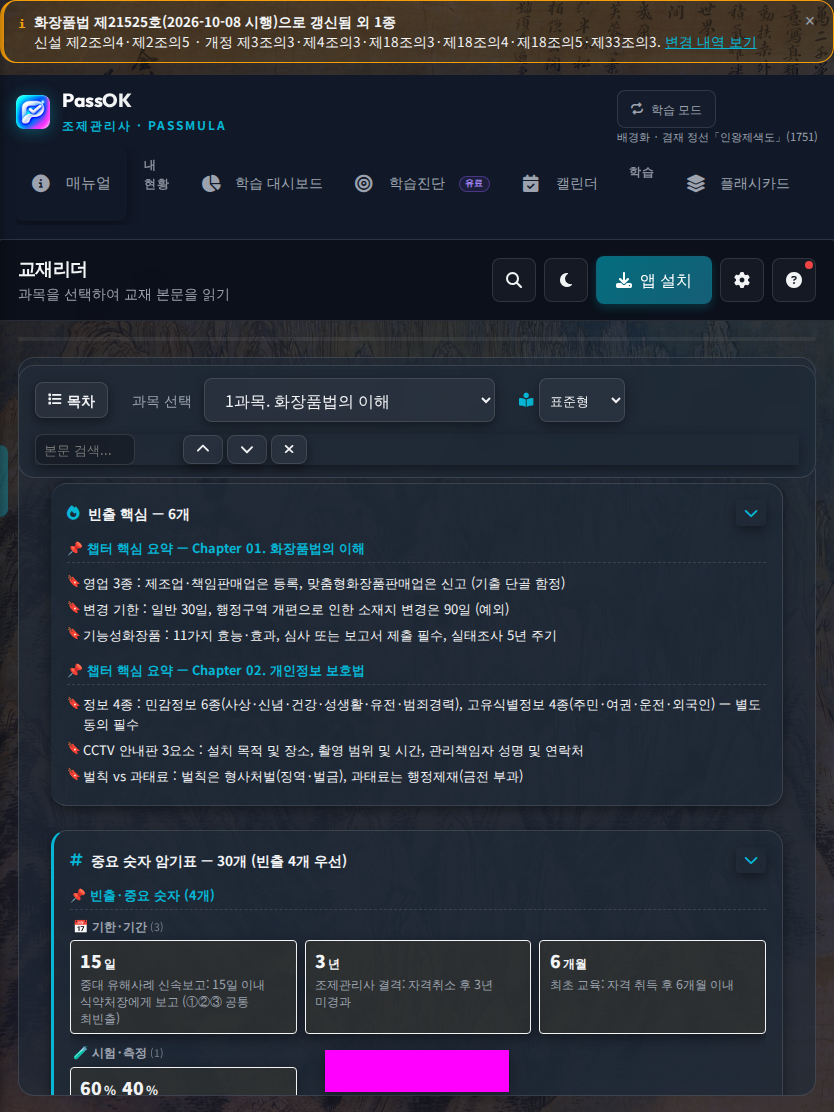 화장품법 제21525호(2026-10-08 시행)으로 갱신됨 외 1종
신설 제2조의4·제2조의5 · 개정 제3조의3·제4조의3·제18조의3·제18조의4·제18조의5·제33조의3. 변경 내역 보기
PassOK
조제관리사 · PASSMULA
학습 모드
배경화 · 겸재 정선「인왕제색도」(1751)
매뉴얼
내
현황
학습 대시보드
학습진단 유료
캘린더
학습
플래시카드
교재리더
과목을 선택하여 교재 본문을 읽기
앱 설치
목차
과목 선택
1과목. 화장품법의 이해
표준형
본문 검색...
빈출 핵심 — 6개
챕터 핵심 요약 — Chapter 01. 화장품법의 이해
영업 3종 : 제조업·책임판매업은 등록, 맞춤형화장품판매업은 신고 (기출 단골 함정)
변경 기한 : 일반 30일, 행정구역 개편으로 인한 소재지 변경은 90일 (예외)
기능성화장품 : 11가지 효능·효과, 심사 또는 보고서 제출 필수, 실태조사 5년 주기
챕터 핵심 요약 — Chapter 02. 개인정보 보호법
정보 4종 : 민감정보 6종(사상·신념·건강·성생활·유전·범죄경력), 고유식별정보 4종(주민·여권·운전·외국인) — 별도
동의 필수
CCTV 안내판 3요소 : 설치 목적 및 장소, 촬영 범위 및 시간, 관리책임자 성명 및 연락처
벌칙 vs 과태료 : 벌칙은 형사처벌(징역·벌금), 과태료는 행정제재(금전 부과)
중요 숫자 암기표 — 30개 (빈출 4개 우선)
빈출·중요 숫자 (4개)
기한·기간 (3)
15일
중대 유해사례 신속보고: 15일 이내
식약처장에게 보고 (①②③ 공통
최빈출)
3년
조제관리사 결격: 자격취소 후 3년
미경과
6개월
최초 교육: 자격 취득 후 6개월 이내
시험·측정 (1)
60% 40%